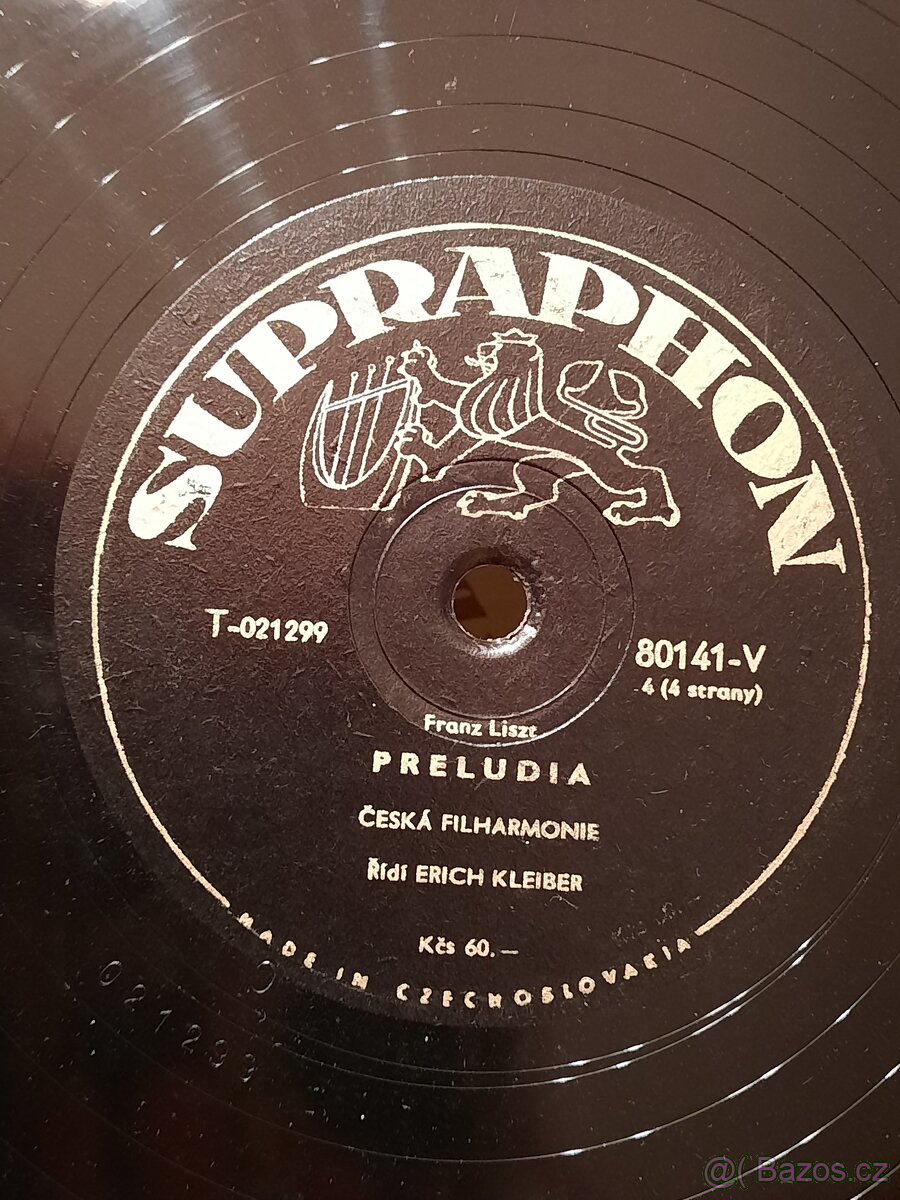 SUPRAPHON
T-021299
80141-V
4 (4 strany)
Franz Liszt
PRELUDIA
ČESKÁ FILHARMONIE
Řídí ERICH KLEIBER
Kčs 60.—
MADE IN CZECHOSLOVAKIA
02129
@( Bazos.cz